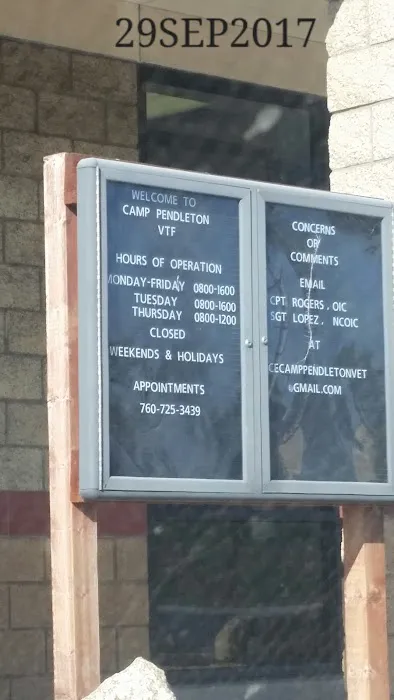 29SEP2017
WELCOME TO
CAMP PENDLETON
VTF
HOURS OF OPERATION
MONDAY-FRIDAY 0800-1600
TUESDAY 0800-1600
THURSDAY 0800-1200
CLOSED
WEEKENDS & HOLIDAYS
APPOINTMENTS
760-725-3439
CONCERNS
OR
COMMENTS
EMAIL
CPT ROGERS, OIC
SGT LOPEZ, NCOIC
AT
CECAMPPENDLETONVET
@GMAIL.COM